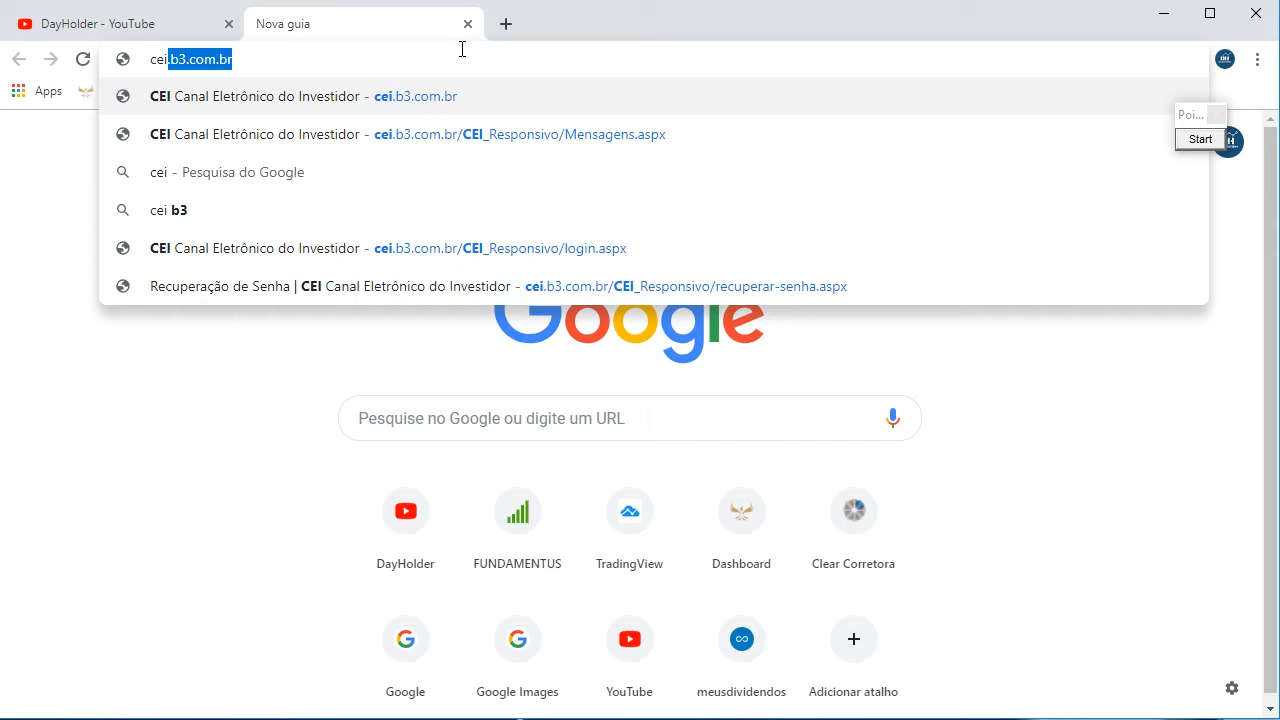 DayHolder - YouTube
Nova guia
cei.b3.com.br
Apps
CEI Canal Eletrônico do Investidor - cei.b3.com.br
CEI Canal Eletrônico do Investidor - cei.b3.com.br/CEI_Responsivo/Mensagens.aspx
Poi...
Start
cei - Pesquisa do Google
cei b3
CEI Canal Eletrônico do Investidor - cei.b3.com.br/CEI_Responsivo/login.aspx
Recuperação de Senha | CEI Canal Eletrônico do Investidor - cei.b3.com.br/CEI_Responsivo/recuperar-senha.aspx
Google
Pesquise no Google ou digite um URL
DayHolder
FUNDAMENTUS
TradingView
Dashboard
Clear Corretora
Google
Google Images
YouTube
meusdividendos
Adicionar atalho